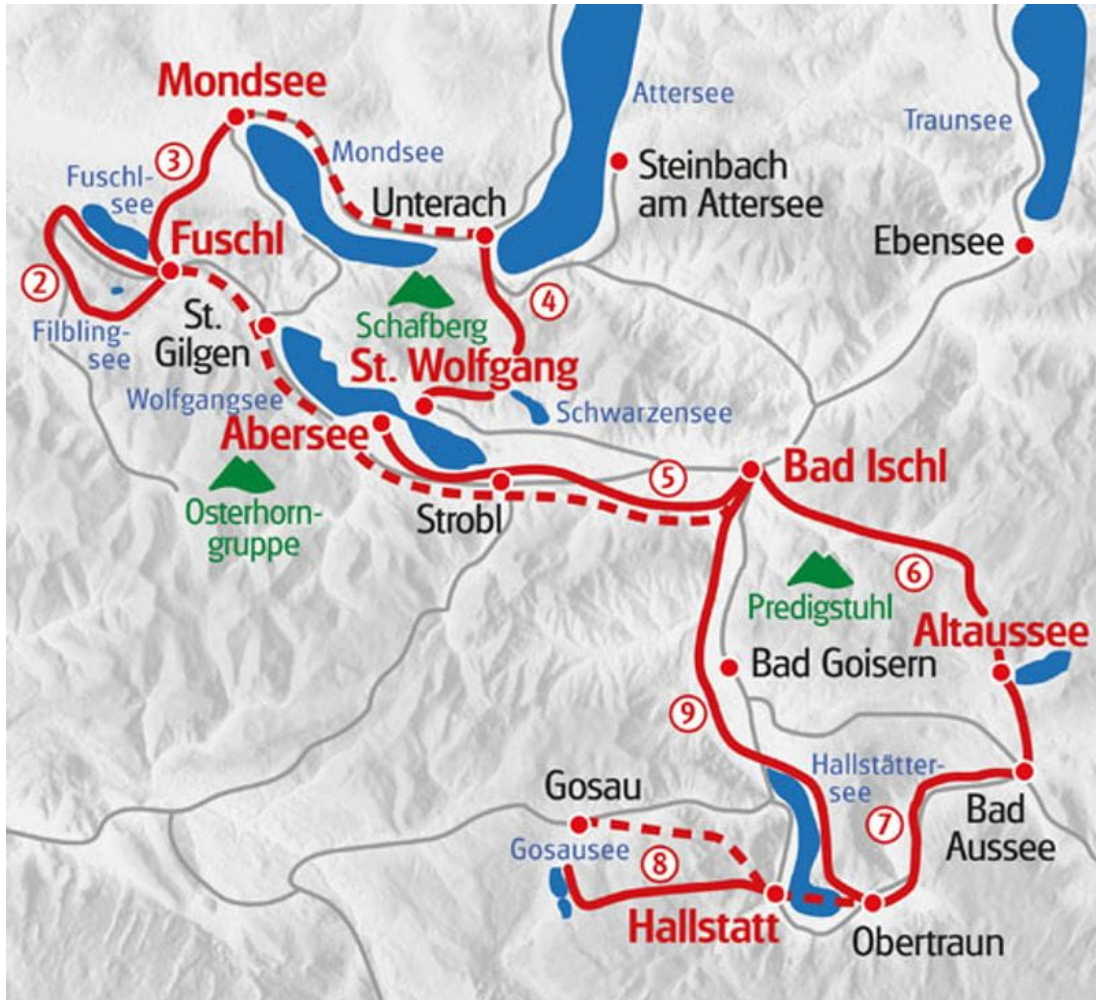 Mondsee
Attersee
Traunsee
③
Mondsee
Fuschl-
see
Steinbach
am Attersee
Unterach
Fuschl
Ebensee
②
④
St.
Gilgen
Schafberg
Filbling-
see
St. Wolfgang
Wolfgangsee
Schwarzensee
Abersee
Bad Ischl
⑤
Strobl
Osterhorn-
gruppe
⑥
Predigstuhl
Altaussee
Bad Goisern
⑨
Hallstätter-
see
Gosau
⑦
Bad
Aussee
Gosausee
⑧
Hallstatt
Obertraun